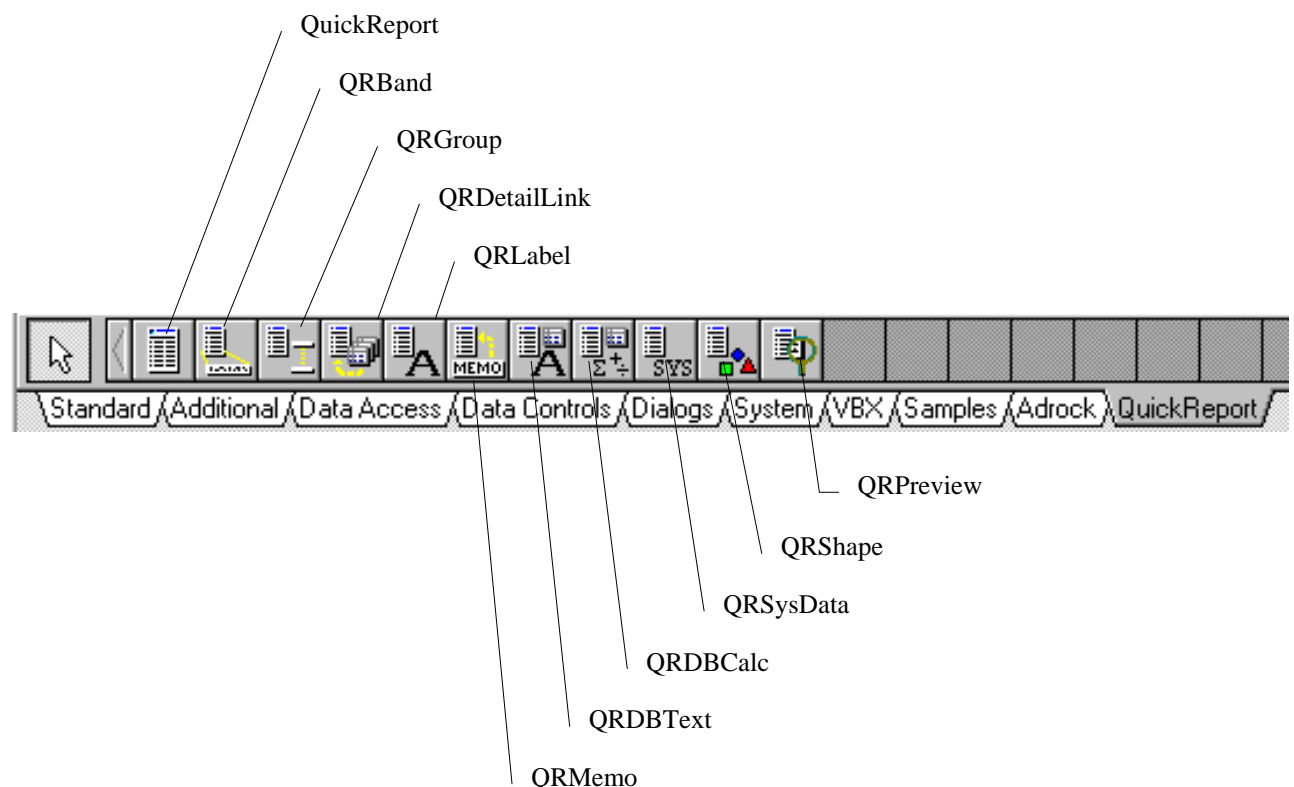 QuickReport
QRBand
QRGroup
QRDetailLink
QRLabel
MEMO
SYS
Standard Additional Data Access Data Controls Dialogs System VBX Samples Adrock QuickReport
QRPreview
QRShape
QRSysData
QRDBCalc
QRDBText
QRMemo